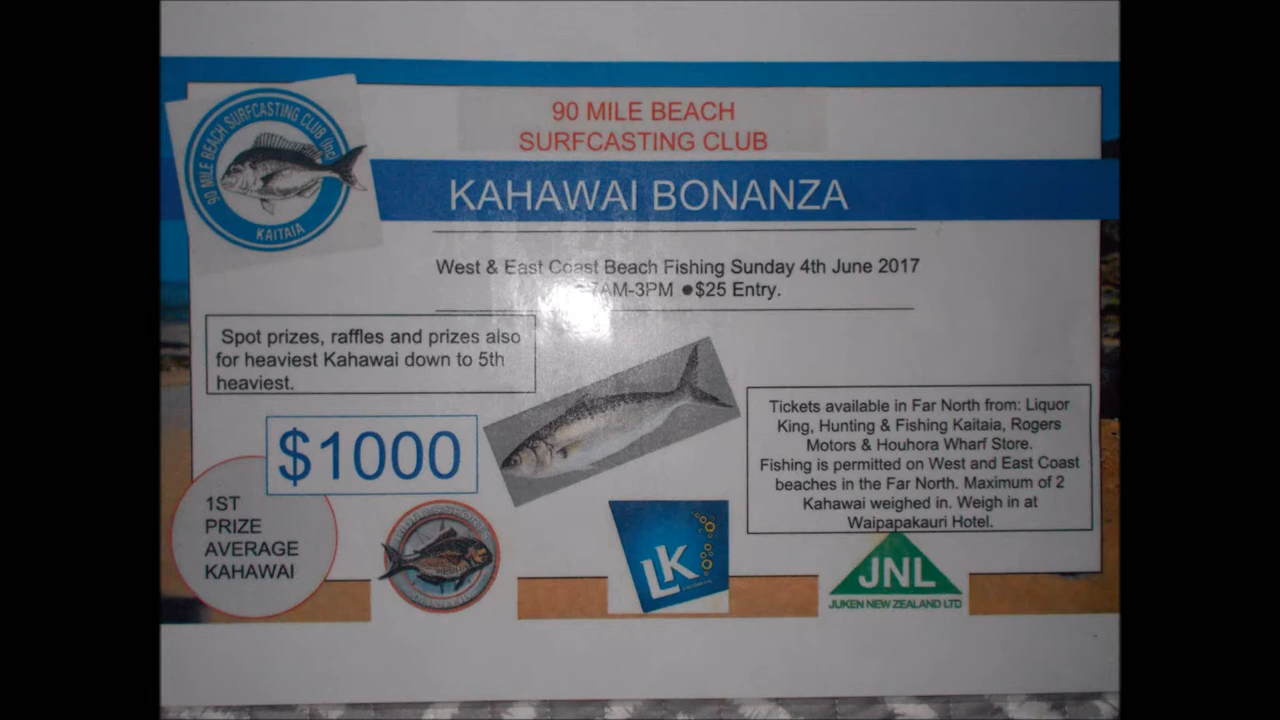 90 MILE BEACH SURFCASTING CLUB (Inc)
KAITAIA
90 MILE BEACH
SURFCASTING CLUB
KAHAWAI BONANZA
West & East Coast Beach Fishing Sunday 4th June 2017
7AM-3PM ●$25 Entry.
Spot prizes, raffles and prizes also
for heaviest Kahawai down to 5th
heaviest.
$1000
1ST
PRIZE
AVERAGE
KAHAWAI
Tickets available in Far North from: Liquor
King, Hunting & Fishing Kaitaia, Rogers
Motors & Houhora Wharf Store.
Fishing is permitted on West and East Coast
beaches in the Far North. Maximum of 2
Kahawai weighed in. Weigh in at
Waipapakauri Hotel.
LK
JNL
JUKEN NEW ZEALAND LTD